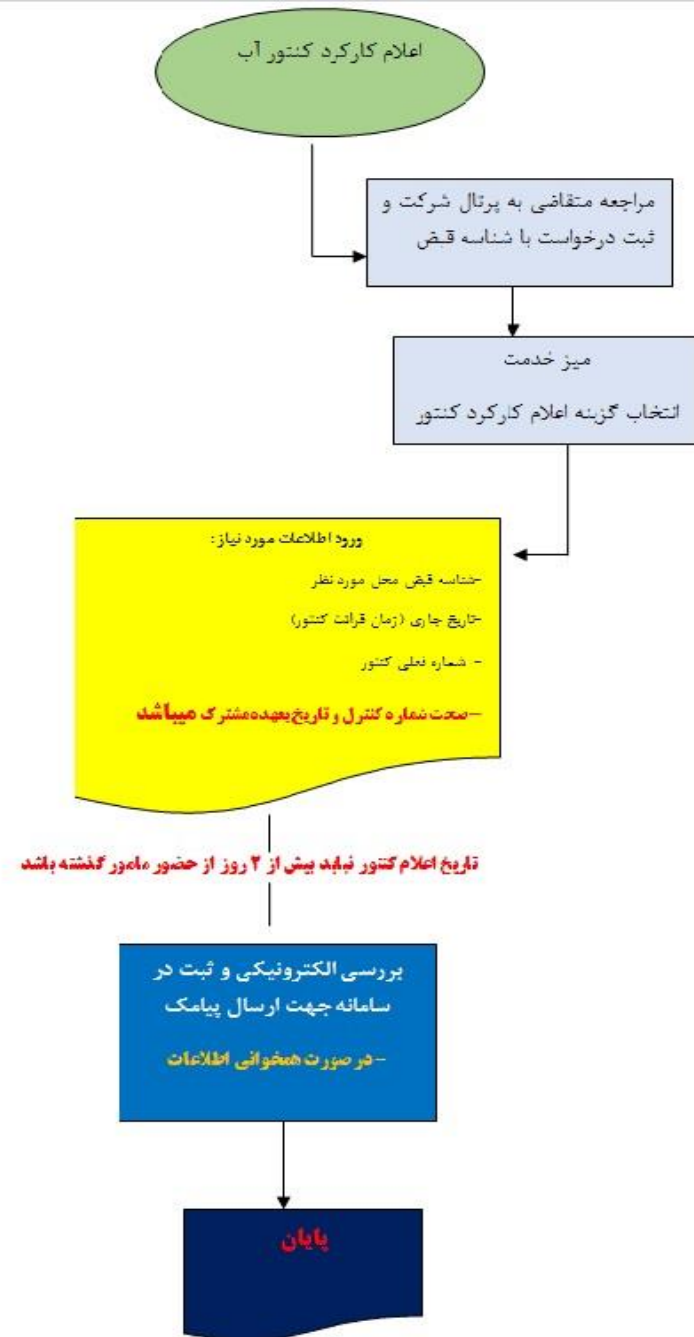 اعلام کارکرد کنتور آب
مراجعه متقاضی به پرتال شرکت و
ثبت درخواست با شناسه قبض
میز خدمت
انتخاب گزینه اعلام کارکرد کنتور
ورود اطلاعات مورد نیاز:
-شناسه قبض محل مورد نظر
-تاریخ جاری (زمان قرائت کنتور)
- شماره فعلی کنتور
-صحت شماره کنترل و تاریخ بعهده مشترک میباشد
تاریخ اعلام کنتور نباید بیش از ۲ روز از حضور مامور گذشته باشد
بررسی الکترونیکی و ثبت در
سامانه جهت ارسال پیامک
-در صورت همخوانی اطلاعات
پایان